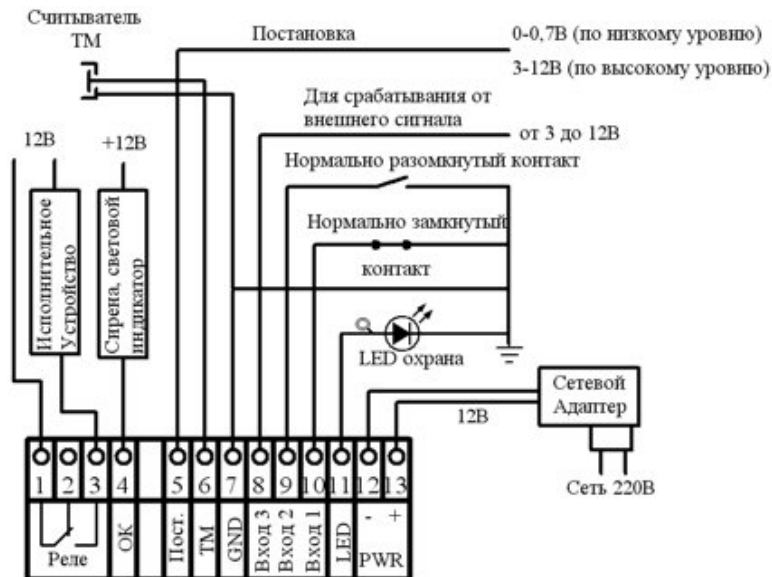 Считыватель
ТМ
Постановка
0-0,7В (по низкому уровню)
3-12В (по высокому уровню)
Для срабатывания от
внешнего сигнала
от 3 до 12В
12В
+12В
Нормально разомкнутый контакт
Нормально замкнутый
контакт
Исполнительное
Устройство
Сирена, световой
индикатор
LED охрана
Сетевой
Адаптер
12В
Сеть 220В
1 2 3 4 5 6 7 8 9 10 11 12 13
Реле
ОК
Пост.
ТМ
GND
Вход 3
Вход 2
Вход 1
LED
- +
PWR